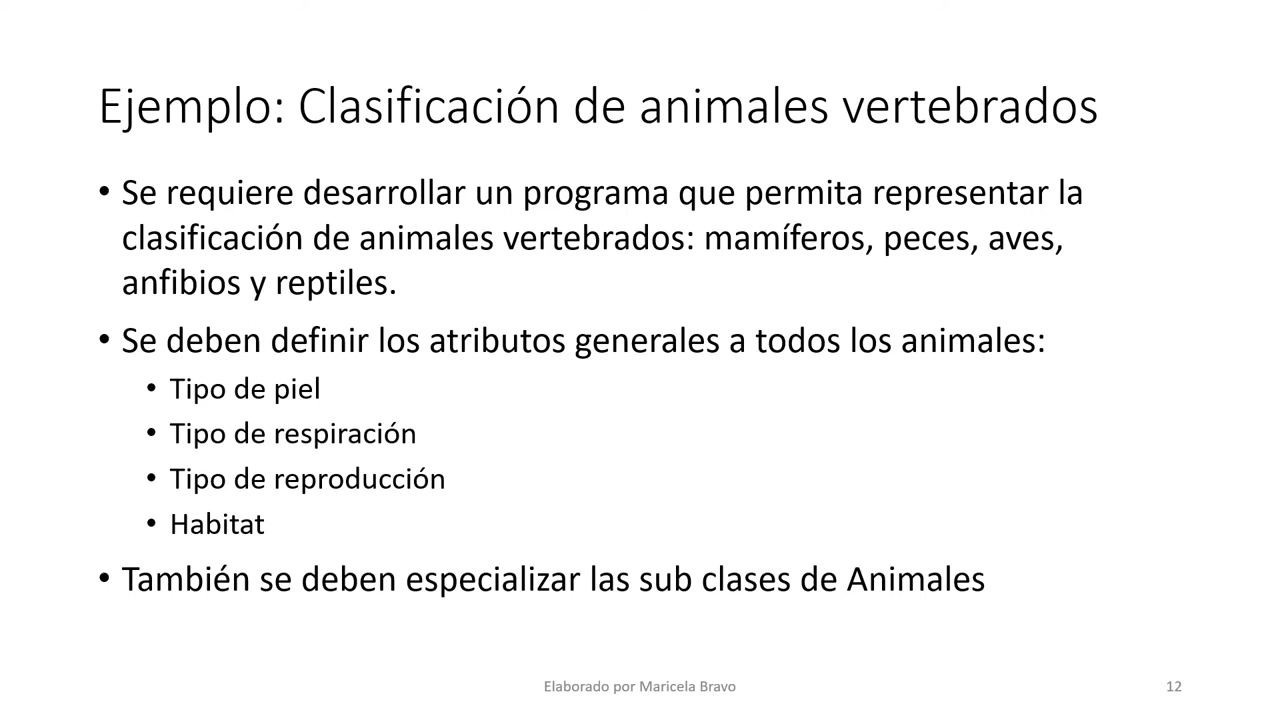 Ejemplo: Clasificación de animales vertebrados
• Se requiere desarrollar un programa que permita representar la
clasificación de animales vertebrados: mamíferos, peces, aves,
anfibios y reptiles.
• Se deben definir los atributos generales a todos los animales:
• Tipo de piel
• Tipo de respiración
• Tipo de reproducción
• Habitat
• También se deben especializar las sub clases de Animales
Elaborado por Maricela Bravo
12